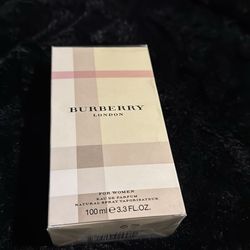 BURBERRY
LONDON
FOR WOMEN
EAU DE PARFUM
NATURAL SPRAY VAPORISATEUR
100 ml ℮ 3.3 FL.OZ.